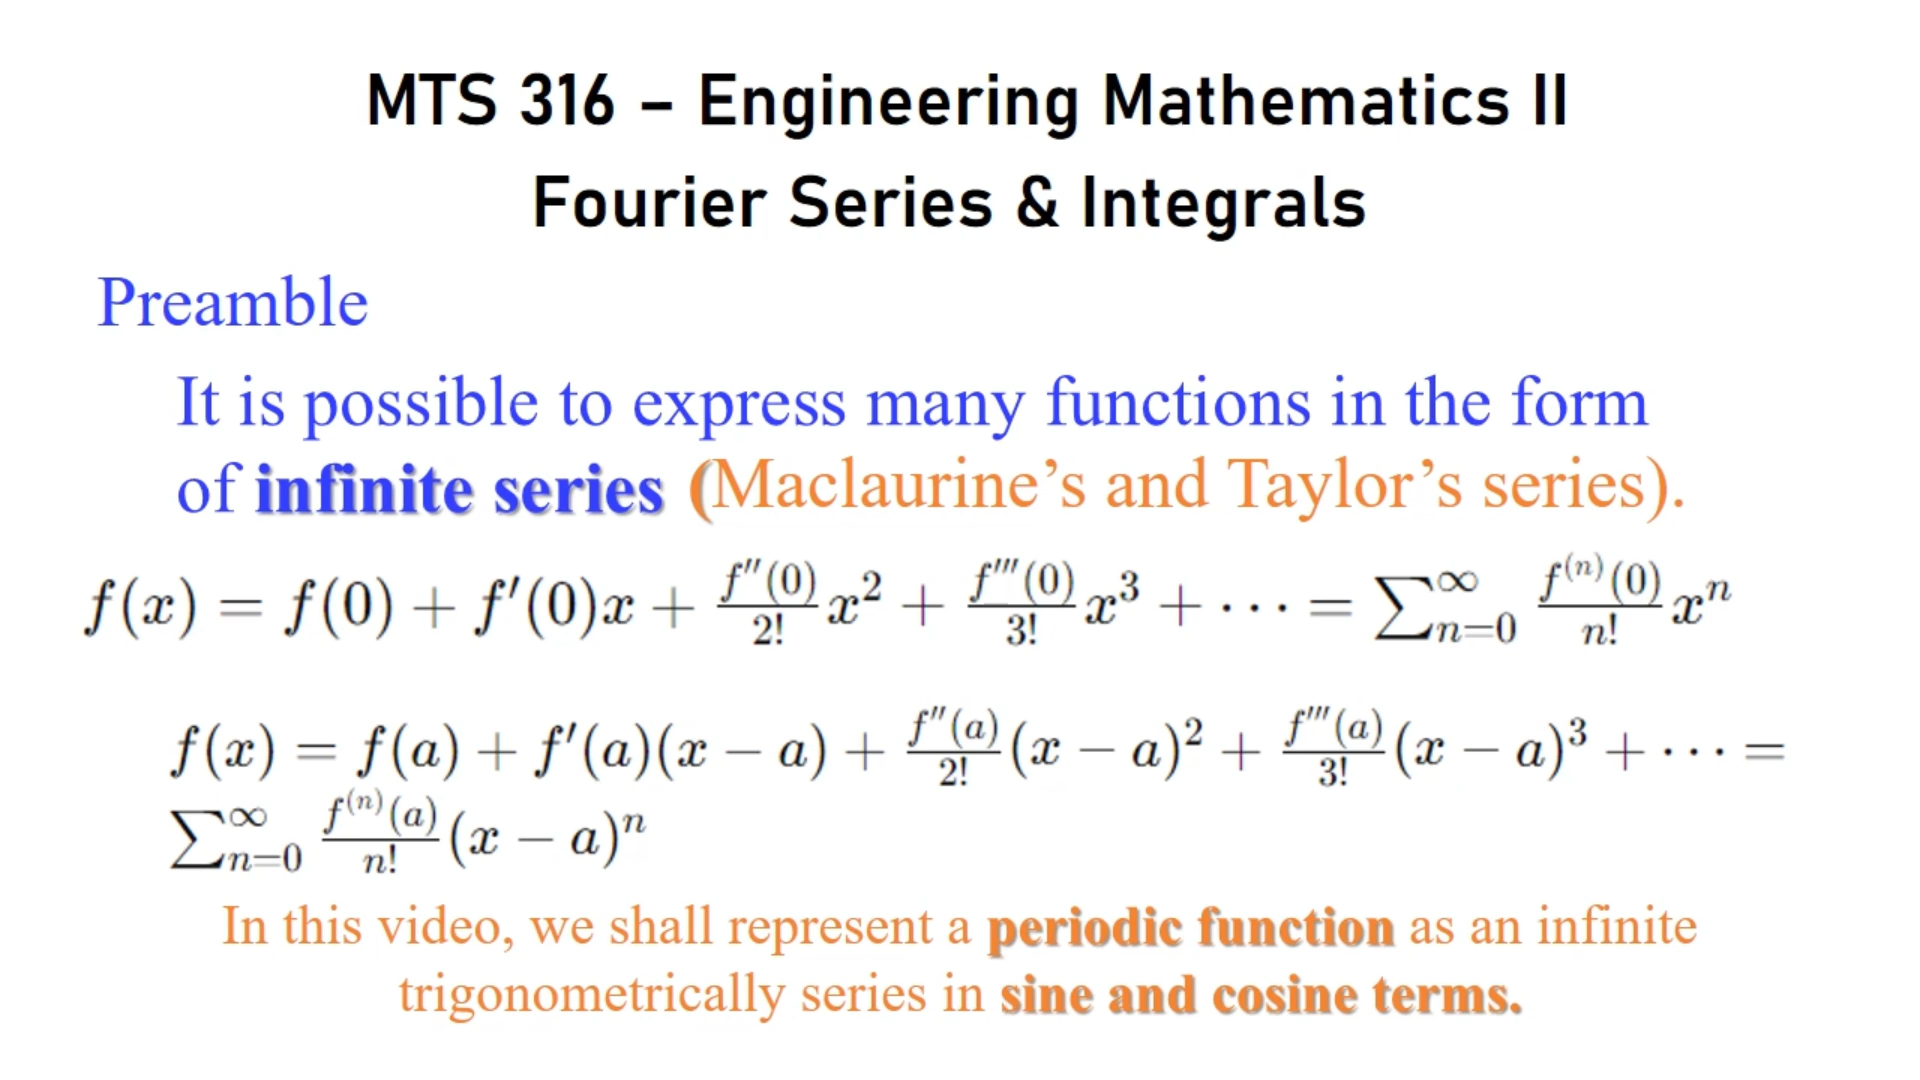 MTS 316 – Engineering Mathematics II
Fourier Series & Integrals
Preamble
It is possible to express many functions in the form
of infinite series (Maclaurine’s and Taylor’s series).
f(x) = f(0) + f′(0)x + f″(0)/2! x² + f‴(0)/3! x³ + ⋯ = ∑_{n=0}^{∞} f⁽ⁿ⁾(0)/n! xⁿ
f(x) = f(a) + f′(a)(x − a) + f″(a)/2! (x − a)² + f‴(a)/3! (x − a)³ + ⋯ =
∑_{n=0}^{∞} f⁽ⁿ⁾(a)/n! (x − a)ⁿ
In this video, we shall represent a periodic function as an infinite
trigonometrically series in sine and cosine terms.